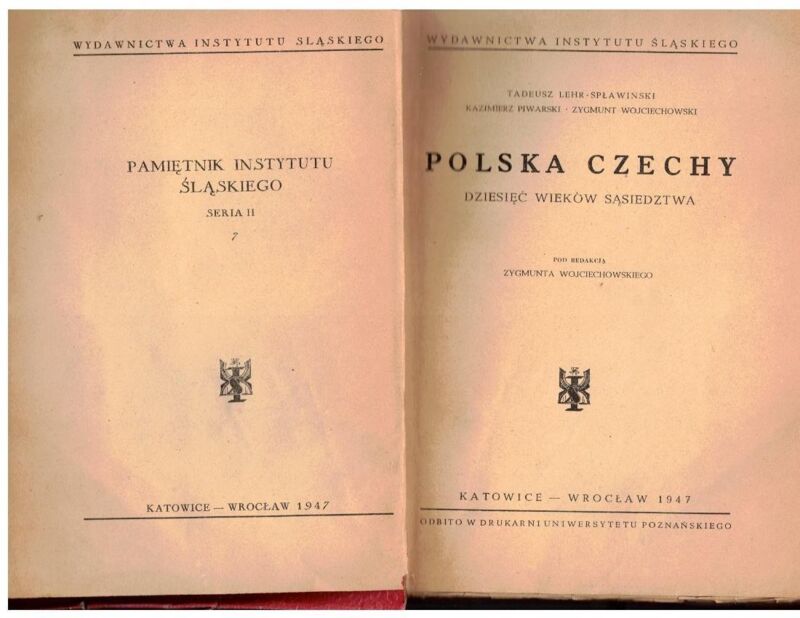 WYDAWNICTWA INSTYTUTU ŚLĄSKIEGO
PAMIĘTNIK INSTYTUTU
ŚLĄSKIEGO
SERIA II
7
KATOWICE — WROCŁAW 1947
WYDAWNICTWA INSTYTUTU ŚLĄSKIEGO
TADEUSZ LEHR-SPŁAWIŃSKI
KAZIMIERZ PIWARSKI · ZYGMUNT WOJCIECHOWSKI
POLSKA CZECHY
DZIESIĘĆ WIEKÓW SĄSIEDZTWA
POD REDAKCJĄ
ZYGMUNTA WOJCIECHOWSKIEGO
KATOWICE — WROCŁAW 1947
ODBITO W DRUKARNI UNIWERSYTETU POZNAŃSKIEGO